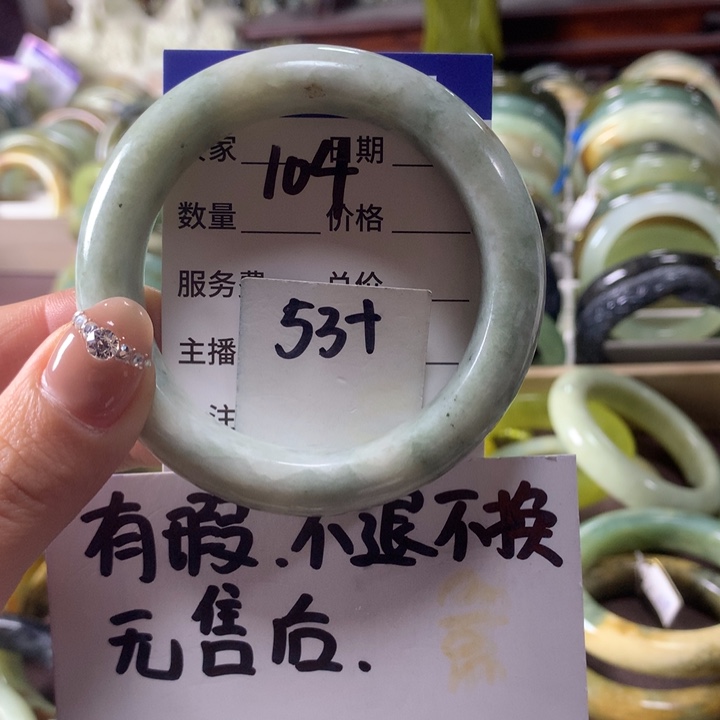 家 日期
104
数量 价格
服务费 总价
53+
主播
注
有暇.不退不换
无售后.